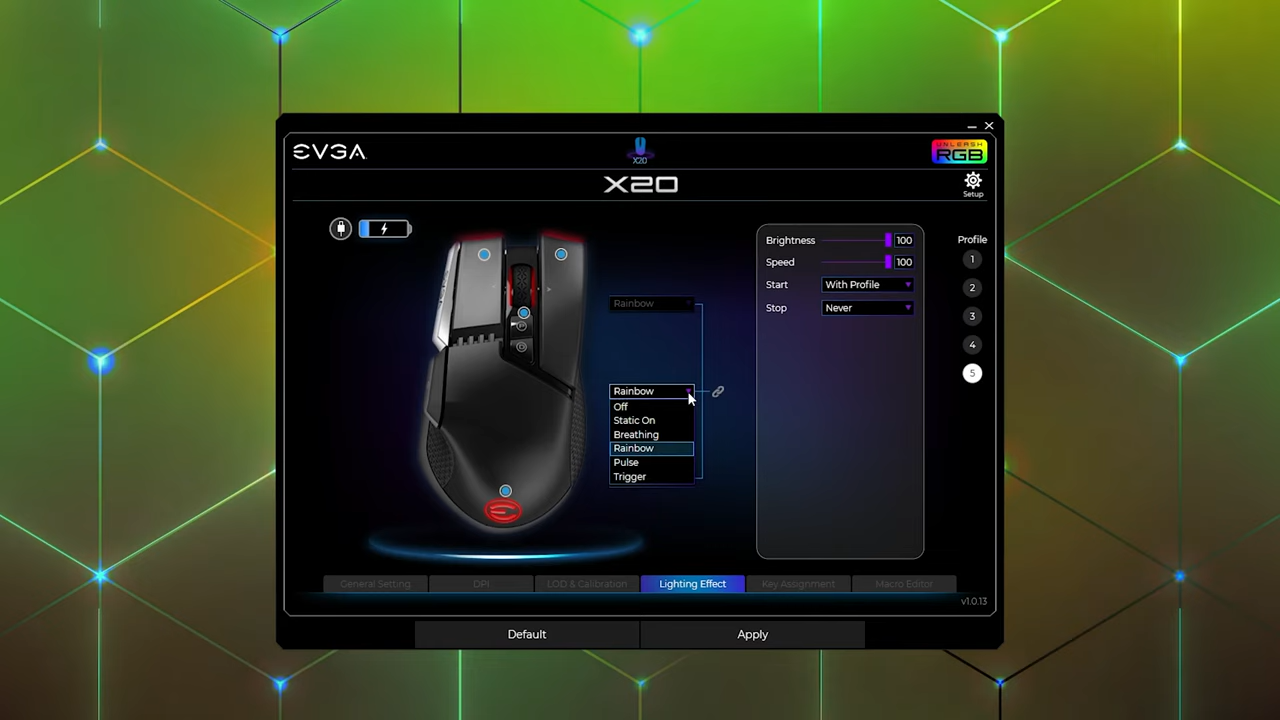 EVGA
X20
UNLEASH
RGB
X20
Setup
Profile
1
2
3
4
5
Brightness 100
Speed 100
Start With Profile
Stop Never
Rainbow
Rainbow
Off
Static On
Breathing
Rainbow
Pulse
Trigger
General Setting DPI LOD & Calibration Lighting Effect Key Assignment Macro Editor
v1.0.13
Default Apply